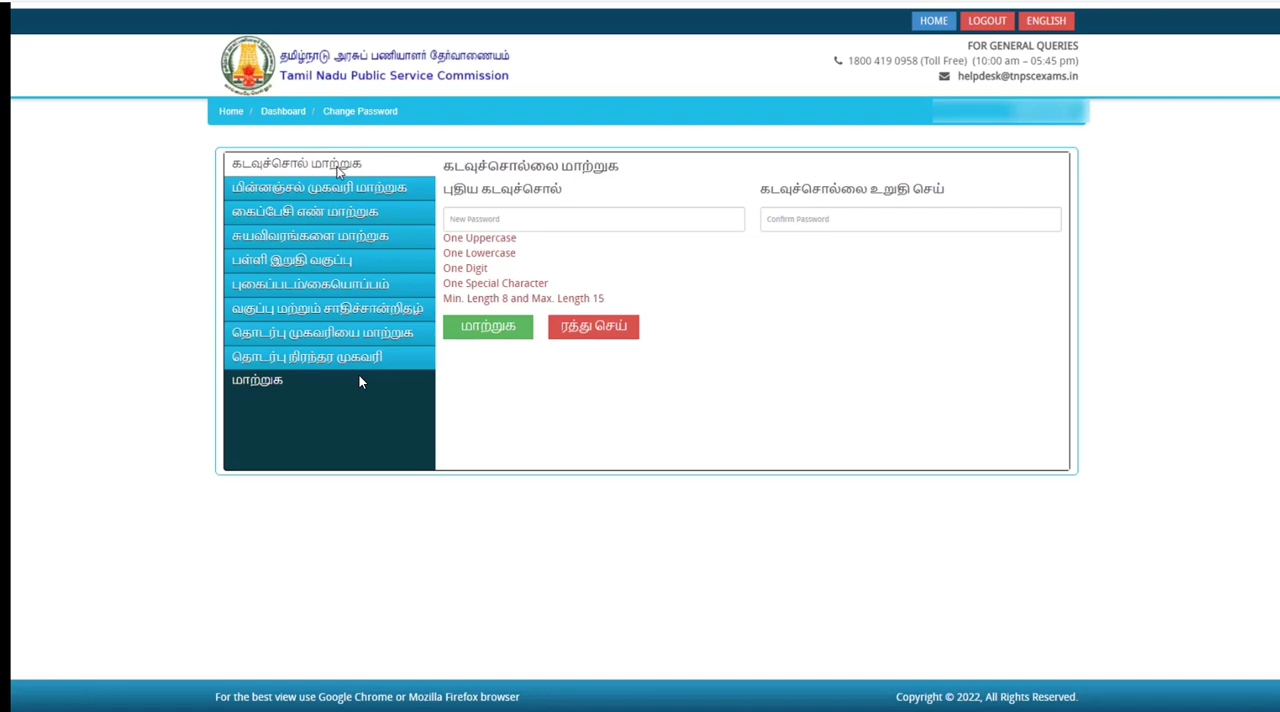 HOME LOGOUT ENGLISH
தமிழ்நாடு அரசுப் பணியாளர் தேர்வாணையம்
Tamil Nadu Public Service Commission
FOR GENERAL QUERIES
1800 419 0958 (Toll Free) (10:00 am – 05:45 pm)
helpdesk@tnpscexams.in
Home / Dashboard / Change Password
கடவுச்சொல் மாற்றுக
மின்னஞ்சல் முகவரி மாற்றுக
கைப்பேசி எண் மாற்றுக
சுயவிவரங்களை மாற்றுக
பள்ளி இறுதி வகுப்பு
புகைப்படம்/கையொப்பம்
வகுப்பு மற்றும் சாதிச்சான்றிதழ்
தொடர்பு முகவரியை மாற்றுக
தொடர்பு நிரந்தர முகவரி
மாற்றுக
கடவுச்சொல்லை மாற்றுக
புதிய கடவுச்சொல்
New Password
கடவுச்சொல்லை உறுதி செய்
Confirm Password
One Uppercase
One Lowercase
One Digit
One Special Character
Min. Length 8 and Max. Length 15
மாற்றுக ரத்து செய்
For the best view use Google Chrome or Mozilla Firefox browser
Copyright © 2022, All Rights Reserved.